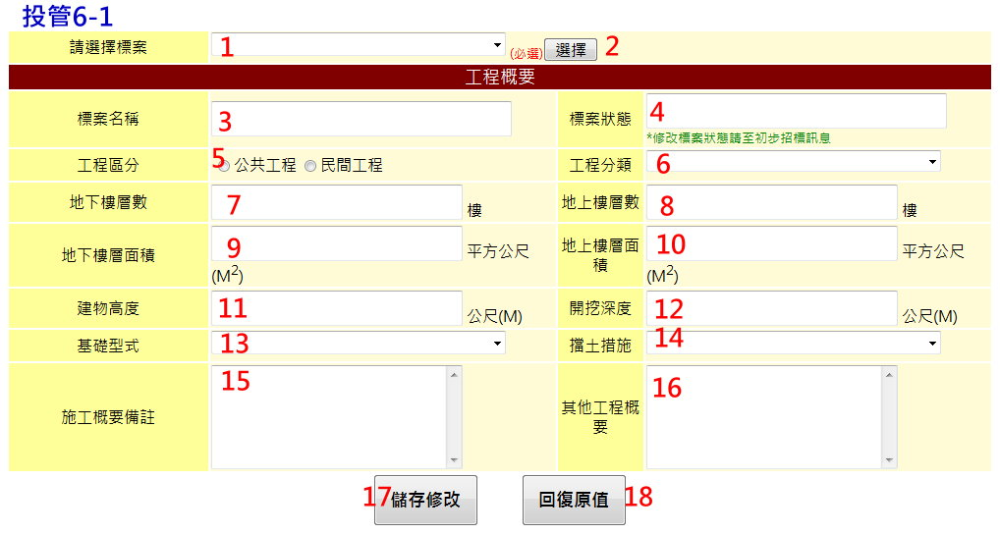 投管6-1
請選擇標案 1 (必選) 選擇 2
工程概要
標案名稱 3 標案狀態 4
*修改標案狀態請至初步招標訊息
工程區分 5 公共工程 民間工程 工程分類 6
地下樓層數 7 樓 地上樓層數 8 樓
地下樓層面積 9 平方公尺 (M²) 地上樓層面積 10 平方公尺 (M²)
建物高度 11 公尺(M) 開挖深度 12 公尺(M)
基礎型式 13 擋土措施 14
施工概要備註 15 其他工程概要 16
17 儲存修改 回復原值 18